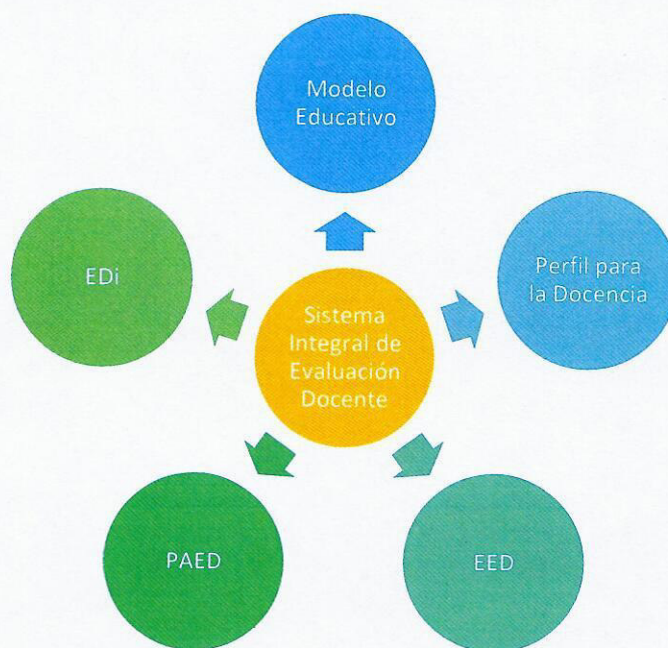 Modelo
Educativo
Perfil para
la Docencia
EDi
Sistema
Integral de
Evaluación
Docente
PAED
EED